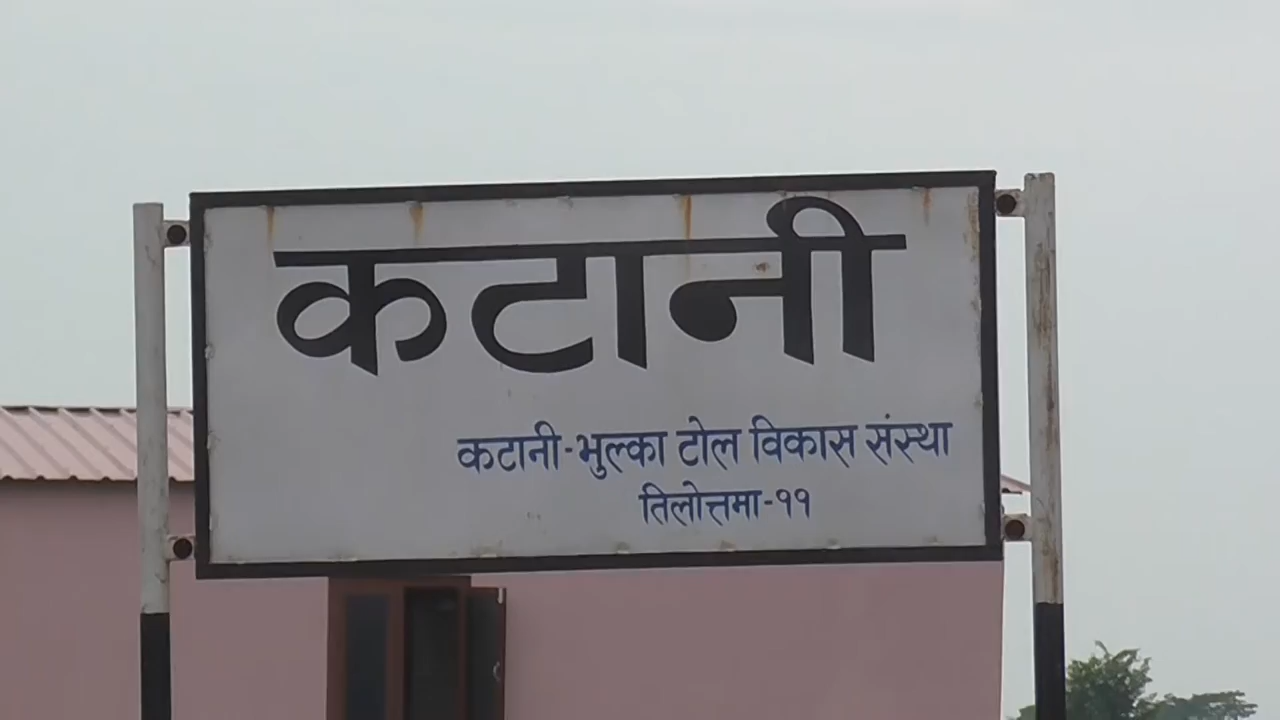 कटानी
कटानी-भुल्का टोल विकास संस्था
तिलोत्तमा-११